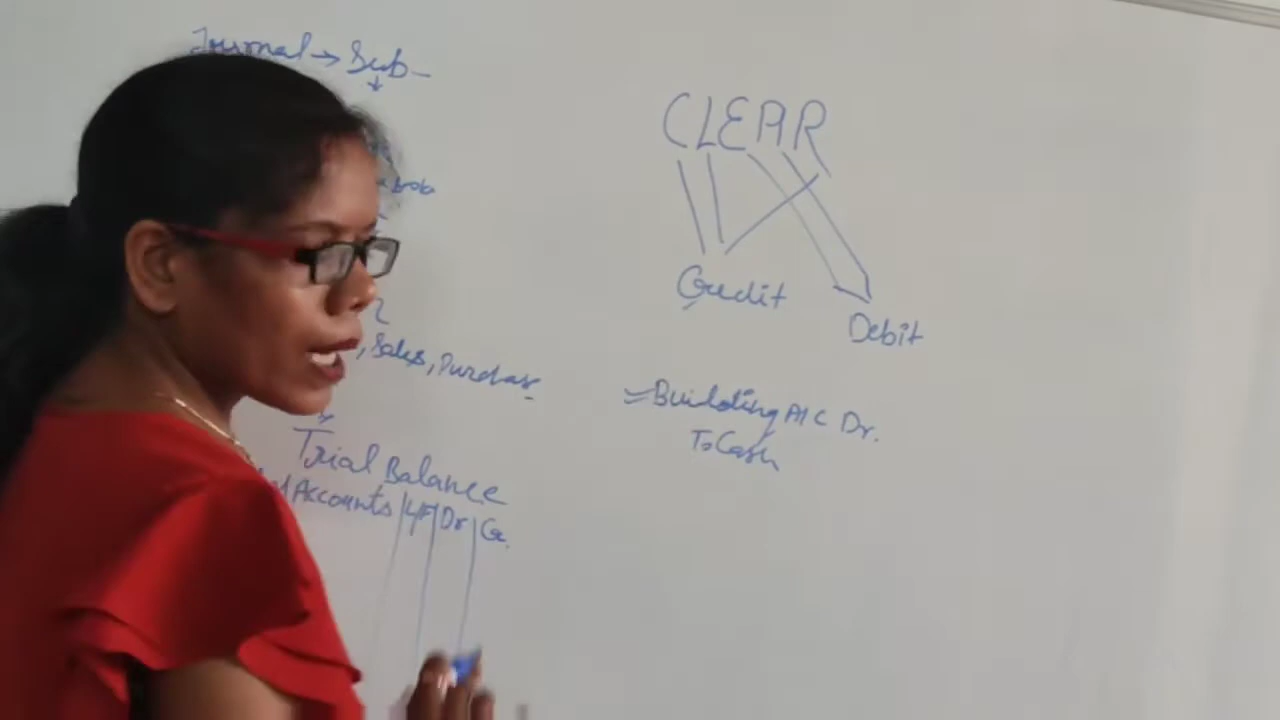 Journal → Sub-
, Sales, Purchase
Trial Balance
Accounts | LF | Dr | Cr.
CLEAR
Credit
Debit
Building A/C Dr.
To Cash